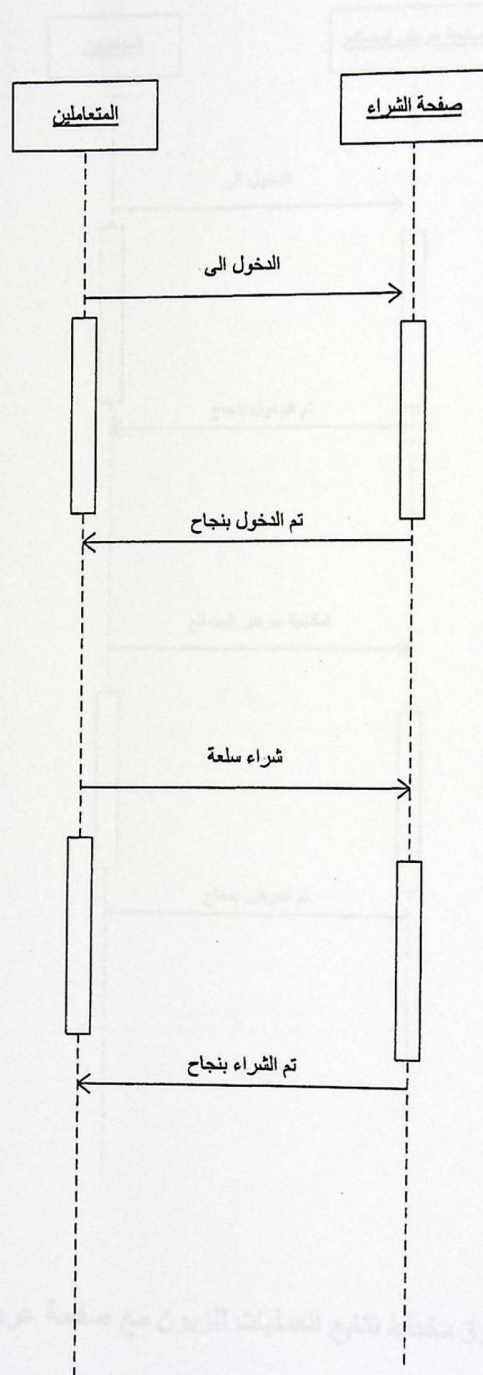 صفحة الشراء
المتعاملين
الدخول الى
تم الدخول بنجاح
شراء سلعة
تم الشراء بنجاح